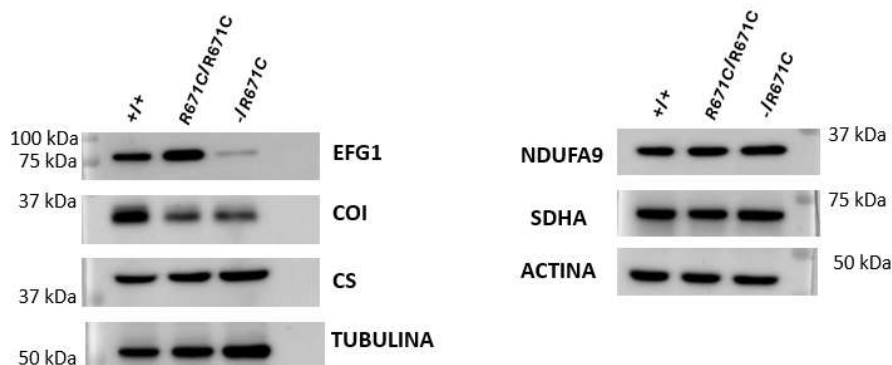 +/+
R671C/R671C
-/R671C
100 kDa
75 kDa
EFG1
37 kDa
COI
CS
37 kDa
TUBULINA
50 kDa
+/+
R671C/R671C
-/R671C
37 kDa
NDUFA9
75 kDa
SDHA
ACTINA
50 kDa